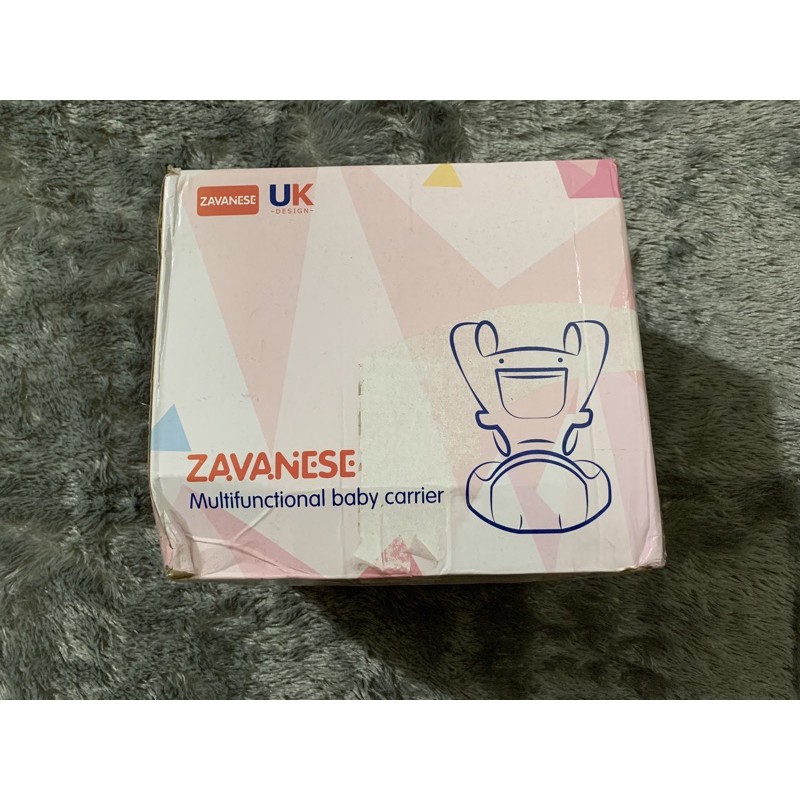 ZAVANESE
UK
-DESIGN-
ZAVANESE
Multifunctional baby carrier